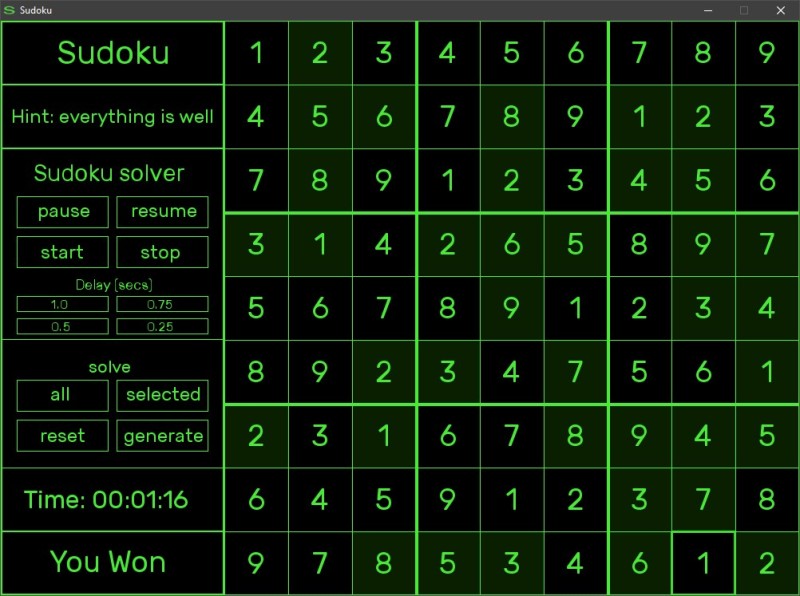 Sudoku
Sudoku
Hint: everything is well
Sudoku solver
pause resume
start stop
Delay (secs)
1.0 0.75
0.5 0.25
solve
all selected
reset generate
Time: 00:01:16
You Won
1 2 3 4 5 6 7 8 9
4 5 6 7 8 9 1 2 3
7 8 9 1 2 3 4 5 6
3 1 4 2 6 5 8 9 7
5 6 7 8 9 1 2 3 4
8 9 2 3 4 7 5 6 1
2 3 1 6 7 8 9 4 5
6 4 5 9 1 2 3 7 8
9 7 8 5 3 4 6 1 2